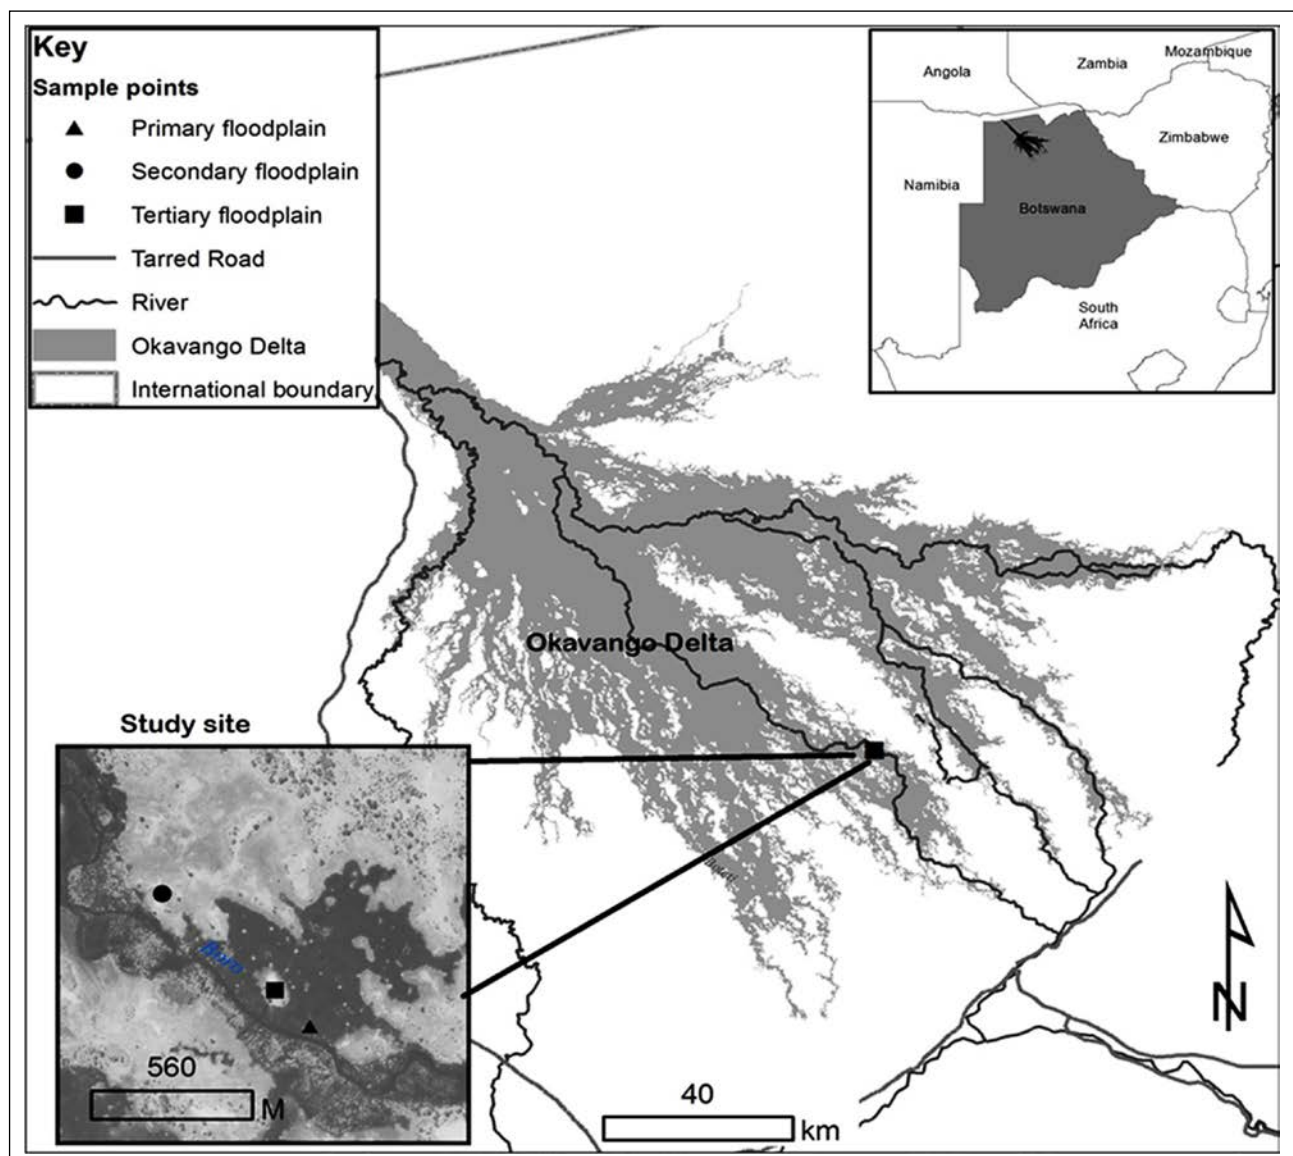 Key
Sample points
Primary floodplain
Secondary floodplain
Tertiary floodplain
Tarred Road
River
Okavango Delta
International boundary
Angola
Zambia
Mozambique
Zimbabwe
Namibia
Botswana
South
Africa
Okavango Delta
Study site
Boro
560
M
40
km
N